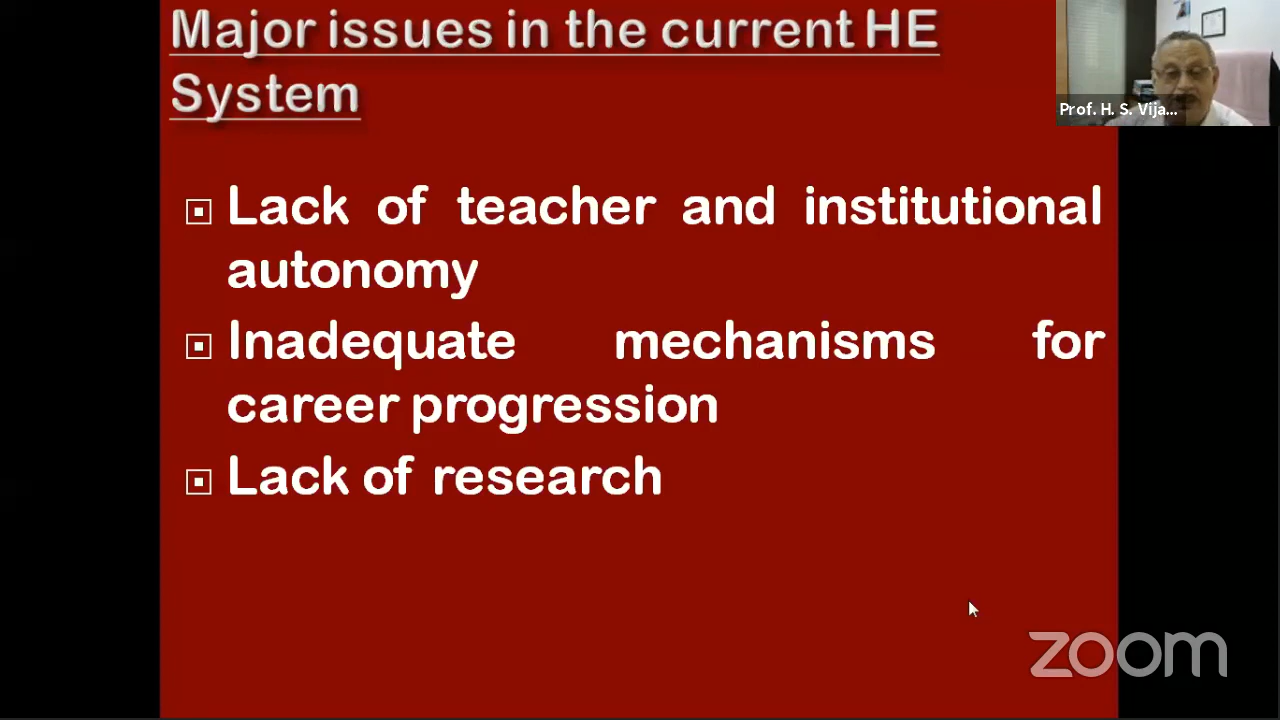 Major issues in the current HE
System
Prof. H. S. Vija...
Lack of teacher and institutional
autonomy
Inadequate mechanisms for
career progression
Lack of research
zoom